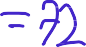 = 72